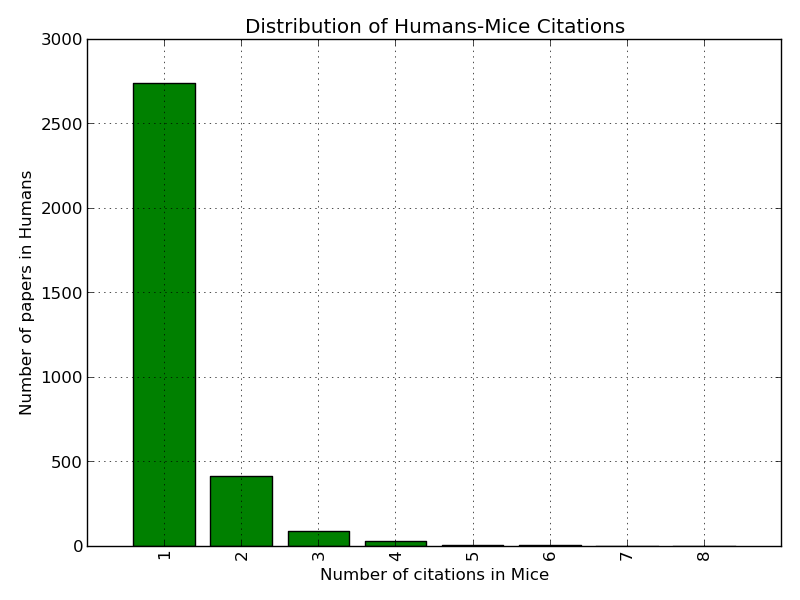 Distribution of Humans-Mice Citations
3000
2500
2000
1500
1000
500
0
Number of papers in Humans
1 2 3 4 5 6 7 8
Number of citations in Mice